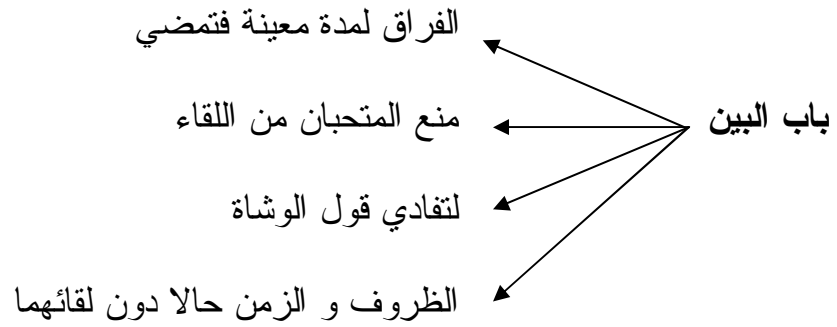 الفراق لمدة معينة فتمضي
باب البين
منع المتحبان من اللقاء
لتفادي قول الوشاة
الظروف و الزمن حالا دون لقائهما